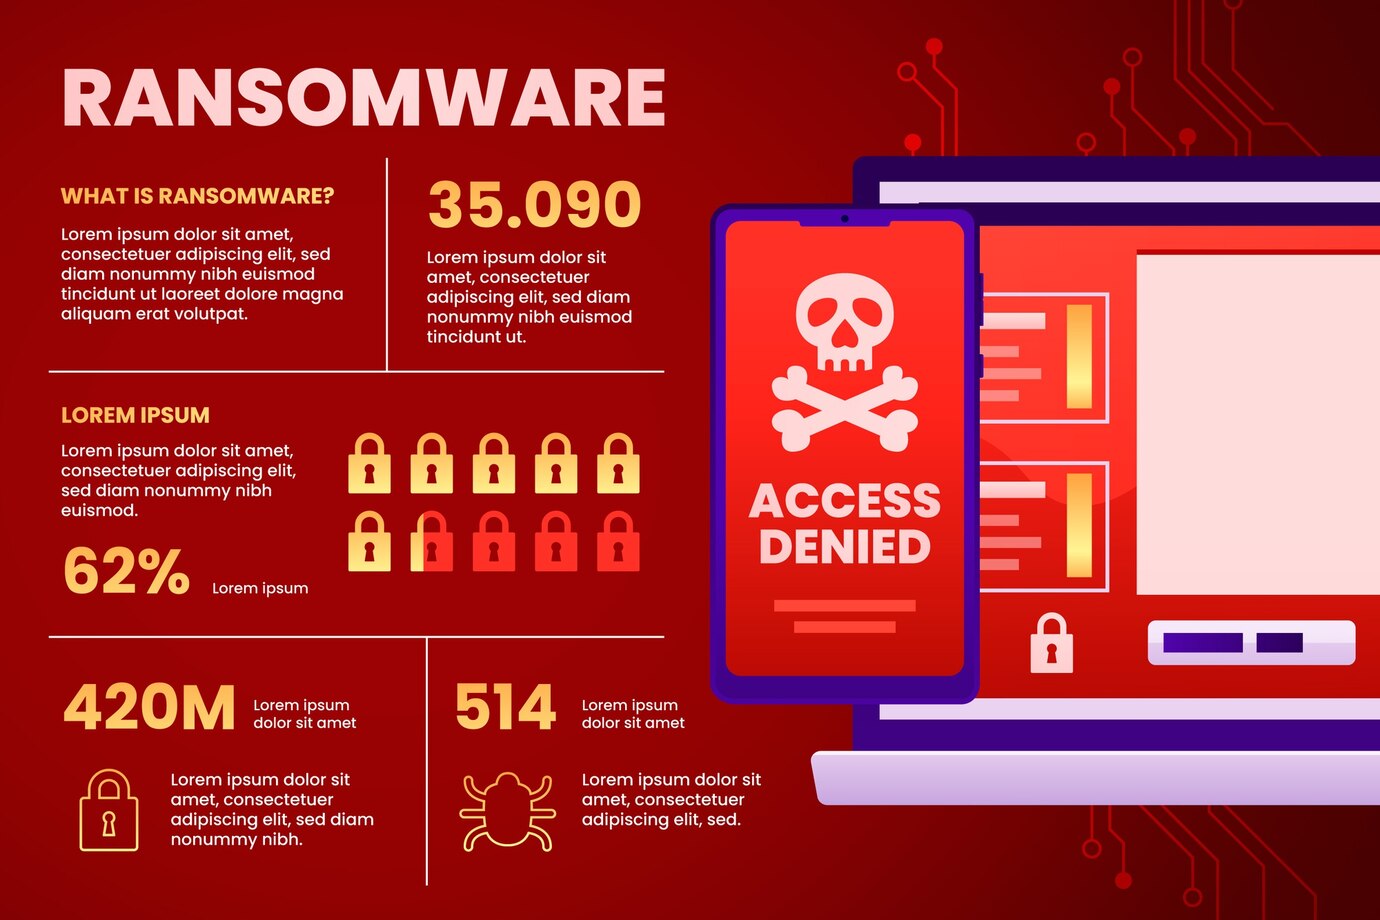 RANSOMWARE
WHAT IS RANSOMWARE?
Lorem ipsum dolor sit amet,
consectetuer adipiscing elit, sed
diam nonummy nibh euismod
tincidunt ut laoreet dolore magna
aliquam erat volutpat.
35.090
Lorem ipsum dolor sit
amet, consectetuer
adipiscing elit, sed diam
nonummy nibh euismod
tincidunt ut.
LOREM IPSUM
Lorem ipsum dolor sit amet,
consectetuer adipiscing elit,
sed diam nonummy nibh
euismod.
62%
Lorem ipsum
420M
Lorem ipsum
dolor sit amet
Lorem ipsum dolor sit
amet, consectetuer
adipiscing elit, sed diam
nonummy nibh.
514
Lorem ipsum
dolor sit amet
Lorem ipsum dolor sit
amet, consectetuer
adipiscing elit, sed.
ACCESS
DENIED